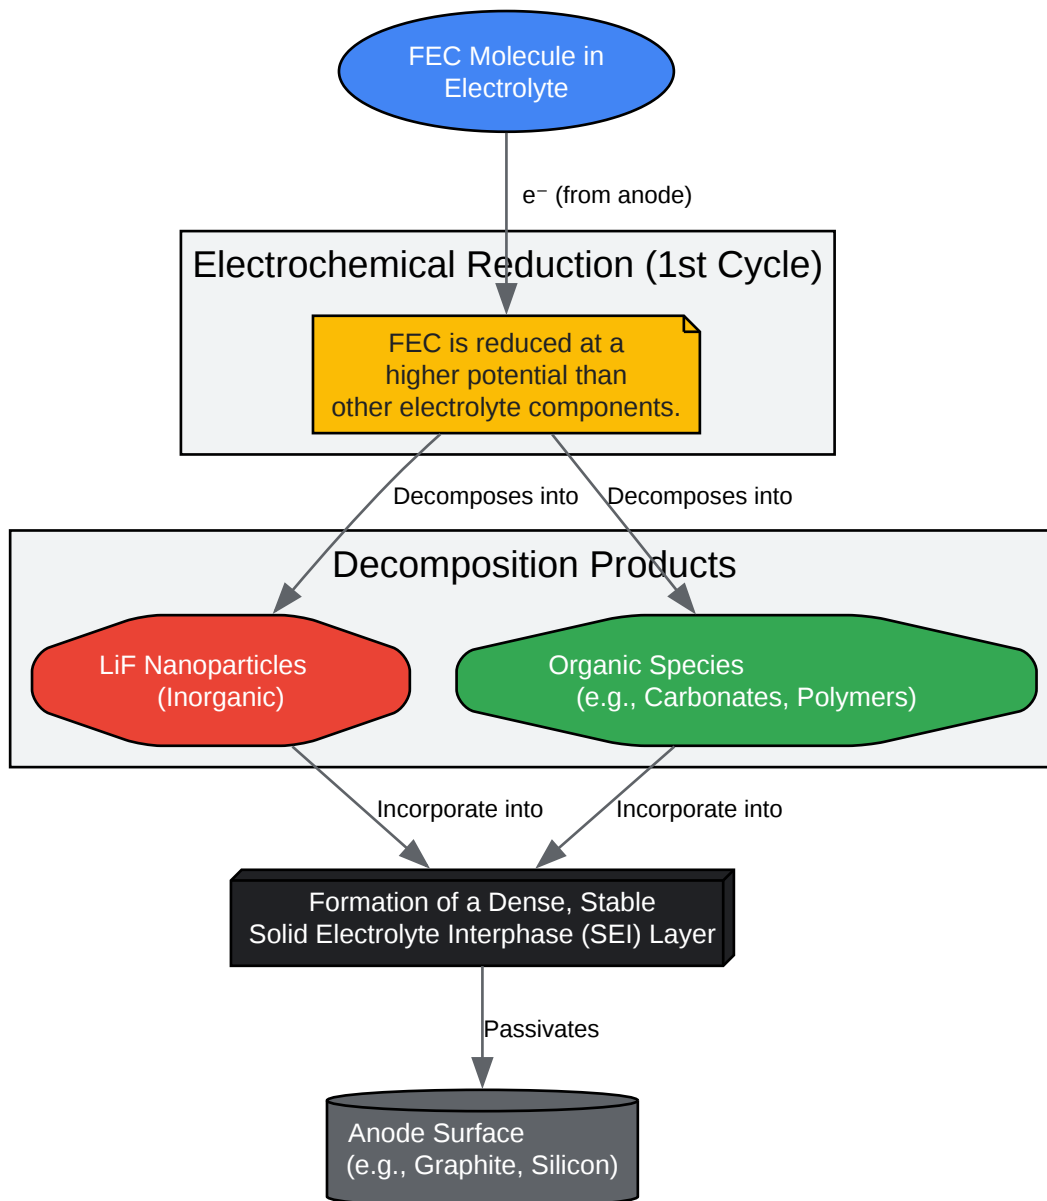 FEC Molecule in
Electrolyte
e⁻ (from anode)
Electrochemical Reduction (1st Cycle)
FEC is reduced at a
higher potential than
other electrolyte components.
Decomposes into
Decomposes into
Decomposition Products
LiF Nanoparticles
(Inorganic)
Organic Species
(e.g., Carbonates, Polymers)
Incorporate into
Incorporate into
Formation of a Dense, Stable
Solid Electrolyte Interphase (SEI) Layer
Passivates
Anode Surface
(e.g., Graphite, Silicon)